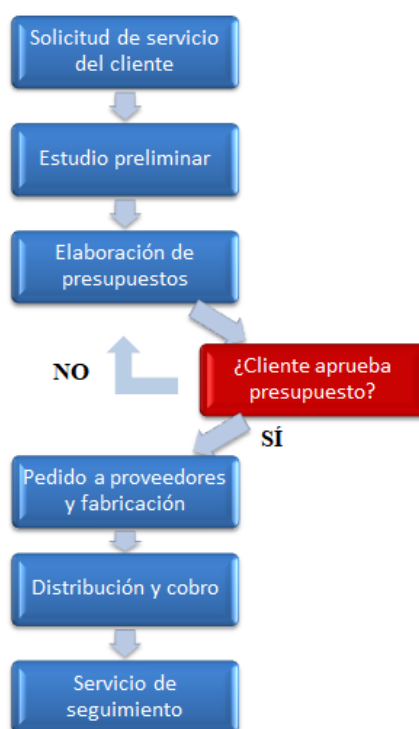 Solicitud de servicio
del cliente
Estudio preliminar
Elaboración de
presupuestos
NO
¿Cliente aprueba
presupuesto?
SÍ
Pedido a proveedores
y fabricación
Distribución y cobro
Servicio de
seguimiento